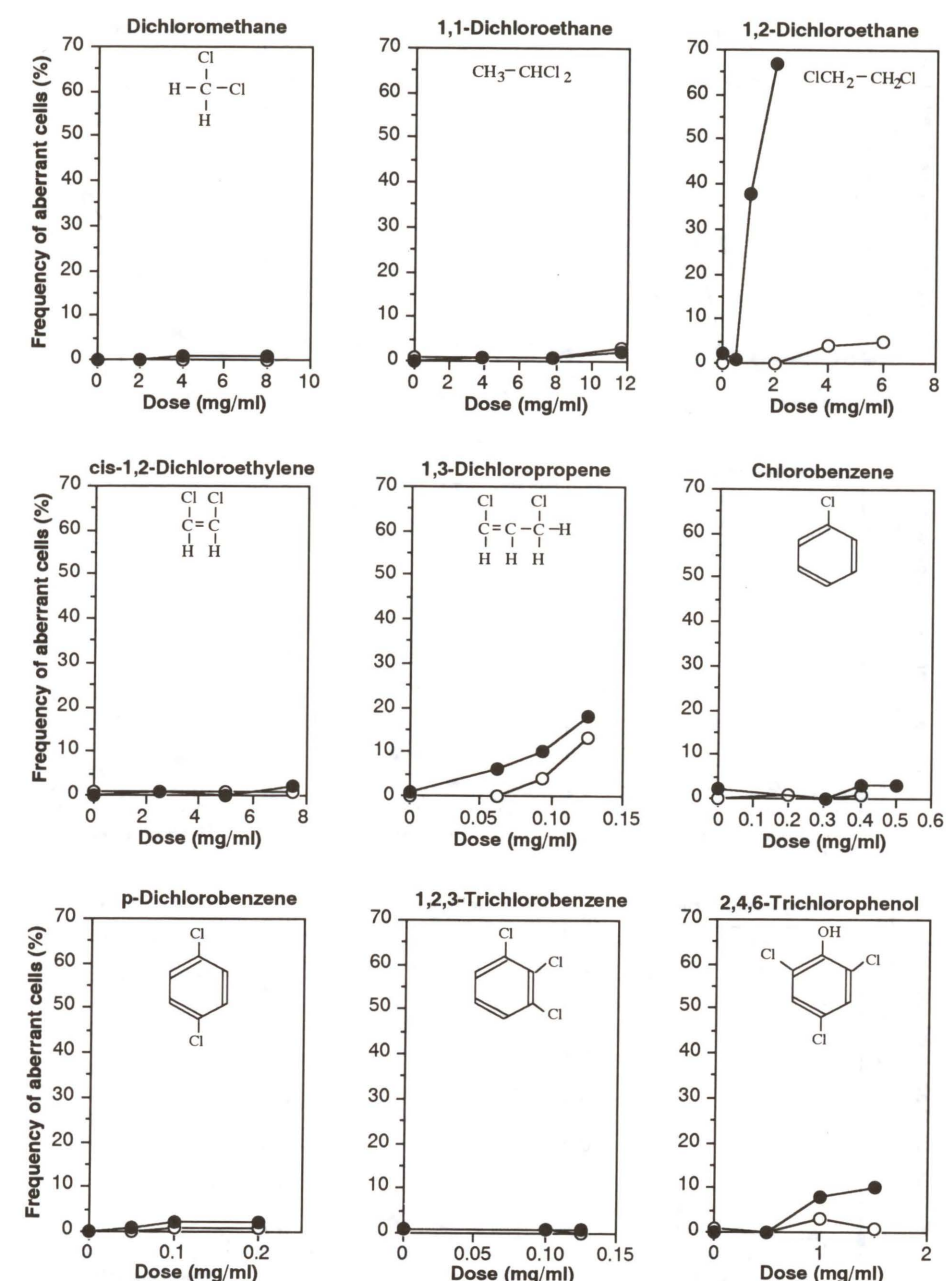 Dichloromethane
Frequency of aberrant cells (%)
70
60
50
40
30
20
10
0
Cl
H – C – Cl
H
0 2 4 6 8 10
Dose (mg/ml)
1,1-Dichloroethane
70
60
50
40
30
20
10
0
CH3–CHCl2
0 2 4 6 8 10 12
Dose (mg/ml)
1,2-Dichloroethane
70
60
50
40
30
20
10
0
ClCH2–CH2Cl
0 2 4 6 8
Dose (mg/ml)
cis-1,2-Dichloroethylene
Frequency of aberrant cells (%)
70
60
50
40
30
20
10
0
Cl Cl
C=C
H H
0 2 4 6 8
Dose (mg/ml)
1,3-Dichloropropene
70
60
50
40
30
20
10
0
Cl Cl
C=C–C–H
H H H
0 0.05 0.10 0.15
Dose (mg/ml)
Chlorobenzene
70
60
50
40
30
20
10
0
Cl
0 0.1 0.2 0.3 0.4 0.5 0.6
Dose (mg/ml)
p-Dichlorobenzene
Frequency of aberrant cells (%)
70
60
50
40
30
20
10
0
Cl
Cl
0 0.1 0.2
Dose (mg/ml)
1,2,3-Trichlorobenzene
70
60
50
40
30
20
10
0
Cl
Cl
Cl
0 0.05 0.10 0.15
Dose (mg/ml)
2,4,6-Trichlorophenol
70
60
50
40
30
20
10
0
OH
Cl Cl
Cl
0 1 2
Dose (mg/ml)